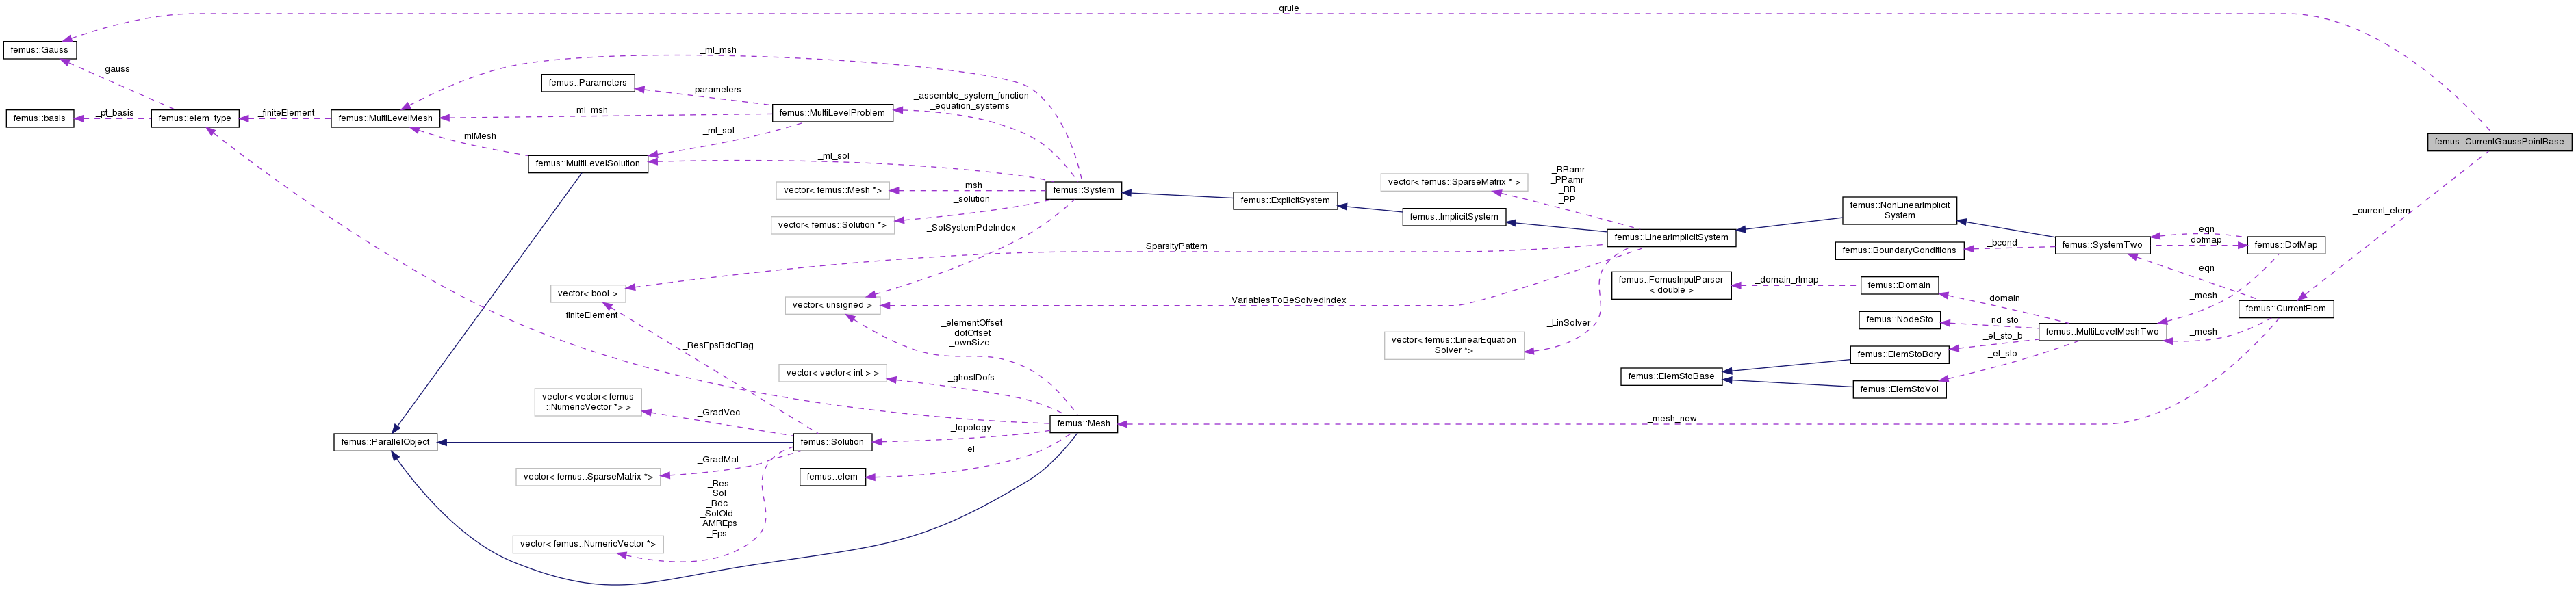 _qrule
femus::Gauss
_ml_msh
_gauss
femus::Parameters
parameters
_assemble_system_function
_equation_systems
femus::basis
_pt_basis
femus::elem_type
_finiteElement
femus::MultiLevelMesh
_ml_msh
femus::MultiLevelProblem
_mlMesh
_ml_sol
femus::CurrentGaussPointBase
femus::MultiLevelSolution
_ml_sol
vector< femus::Mesh *>
_msh
femus::System
_solution
vector< femus::Solution *>
femus::ExplicitSystem
vector< femus::SparseMatrix * >
_RRamr
_PPamr
_RR
_PP
femus::ImplicitSystem
femus::NonLinearImplicit
System
_current_elem
_SolSystemPdeIndex
femus::LinearImplicitSystem
_SparsityPattern
femus::BoundaryConditions
_bcond
femus::SystemTwo
_eqn
_dofmap
femus::DofMap
_eqn
femus::FemusInputParser
< double >
_domain_rtmap
femus::Domain
vector< bool >
vector< unsigned >
_VariablesToBeSolvedIndex
_domain
_mesh
femus::CurrentElem
_finiteElement
_elementOffset
_dofOffset
_ownSize
_LinSolver
femus::NodeSto
_nd_sto
femus::MultiLevelMeshTwo
_mesh
_ResEpsBdcFlag
vector< femus::LinearEquation
Solver *>
femus::ElemStoBdry
_el_sto_b
_el_sto
vector< vector< int > >
_ghostDofs
femus::ElemStoBase
femus::ElemStoVol
vector< vector< femus
::NumericVector *> >
_GradVec
_topology
femus::Mesh
_mesh_new
femus::ParallelObject
femus::Solution
el
_GradMat
vector< femus::SparseMatrix *>
femus::elem
_Res
_Sol
_Bdc
_SolOld
_AMREps
_Eps
vector< femus::NumericVector *>